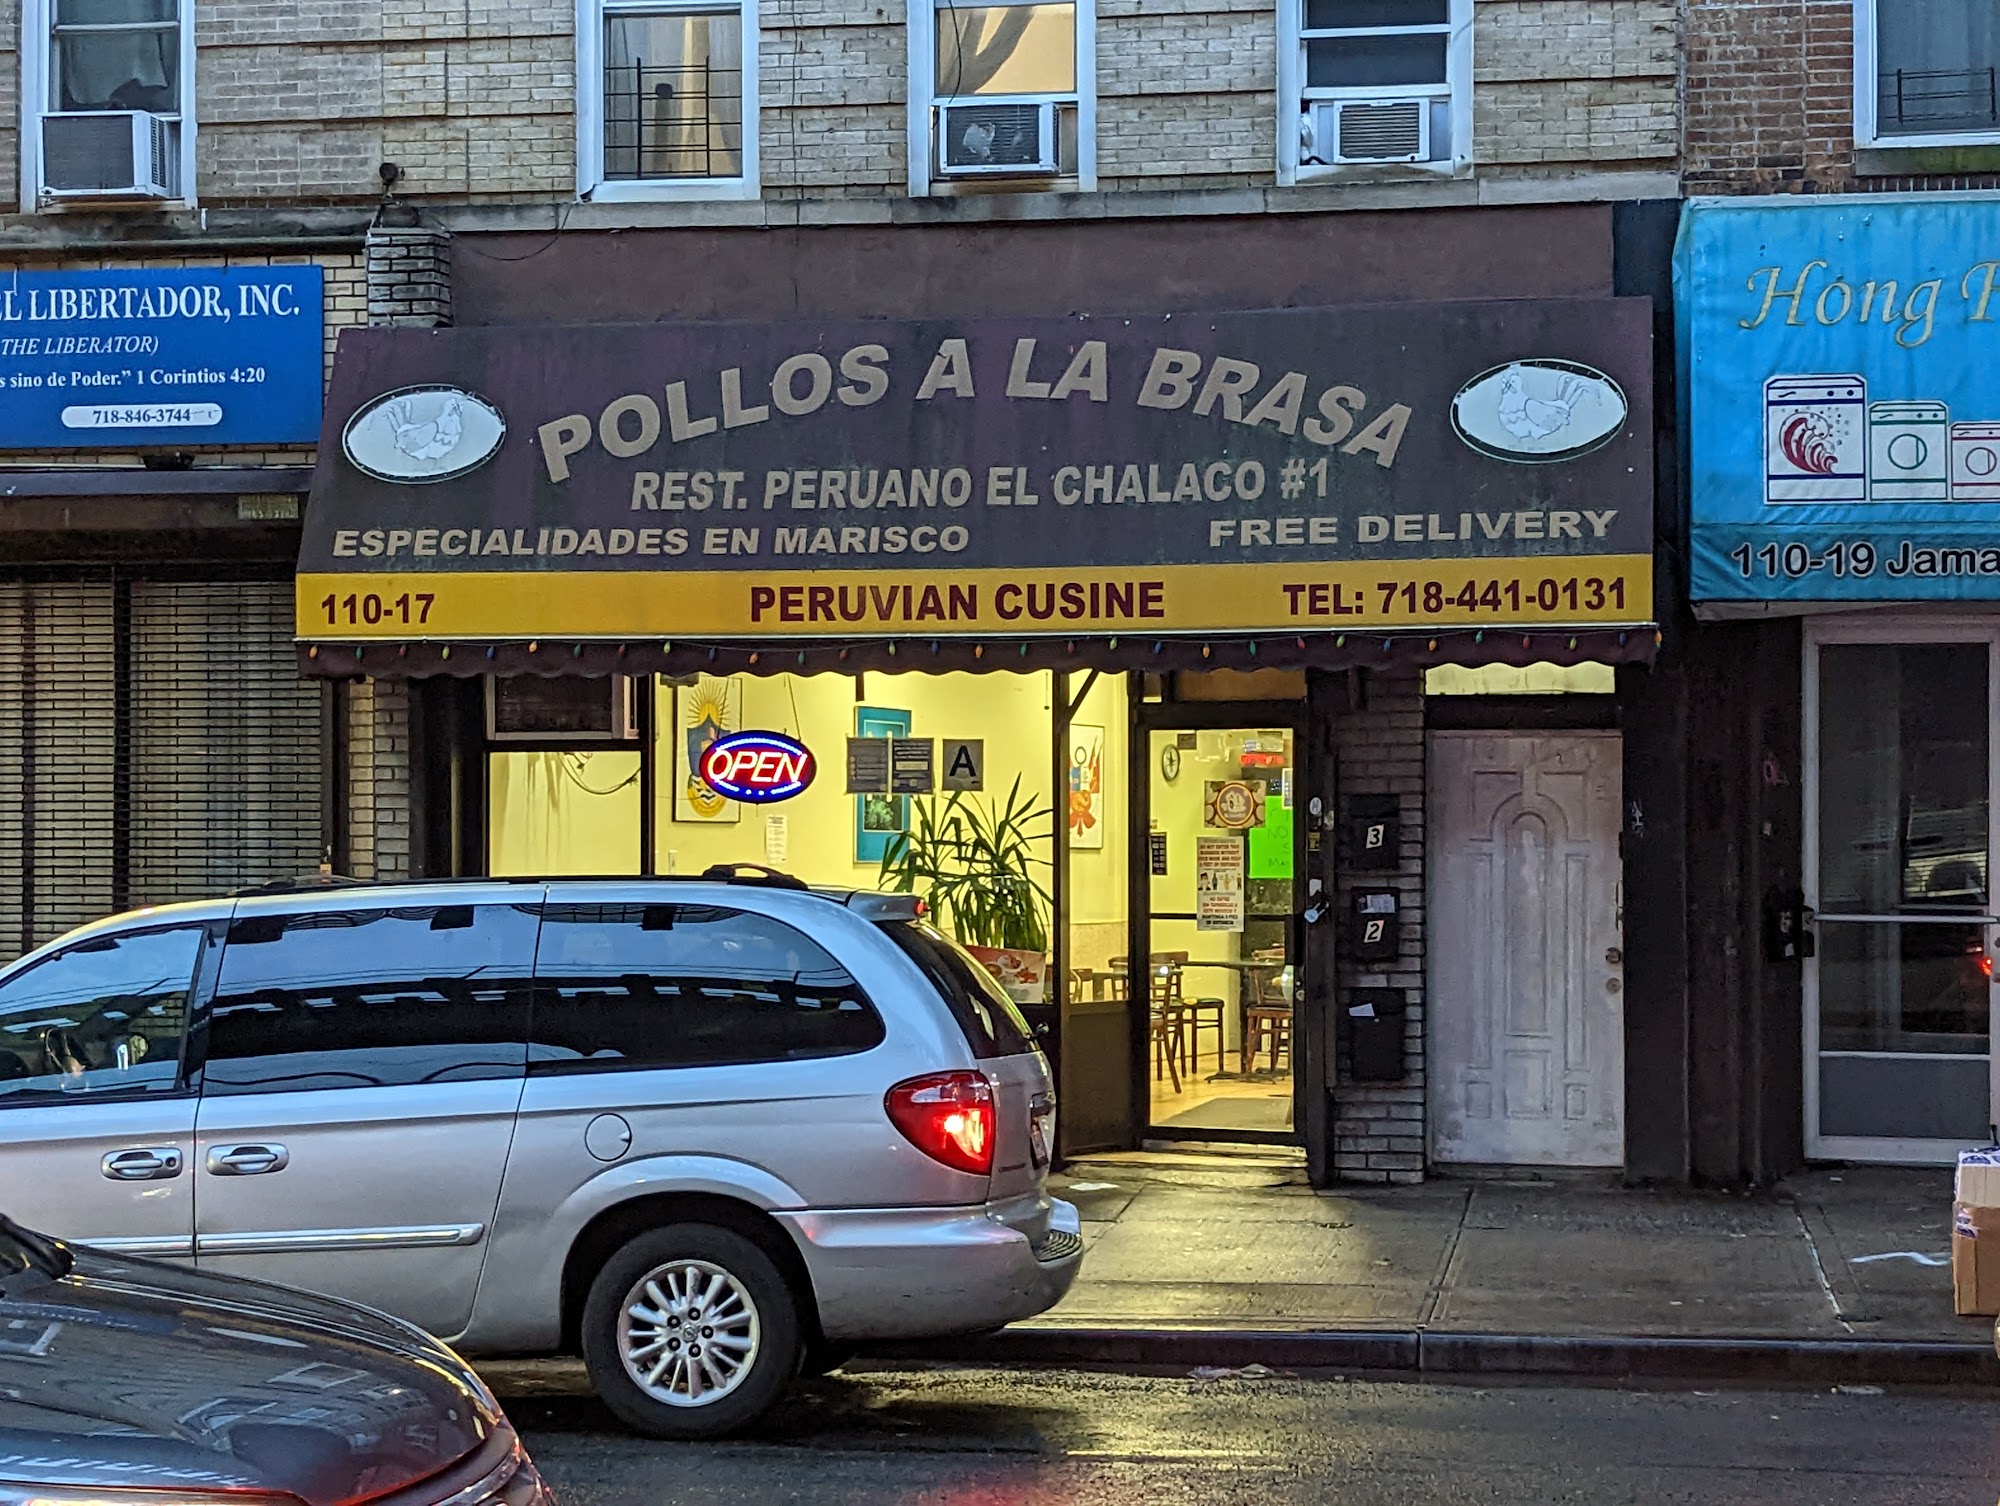 EL LIBERTADOR, INC.
THE LIBERATOR)
sino de Poder." 1 Corintios 4:20
718-846-3744
POLLOS A LA BRASA
REST. PERUANO EL CHALACO #1
ESPECIALIDADES EN MARISCO
FREE DELIVERY
110-17
PERUVIAN CUSINE
TEL: 718-441-0131
Hong
110-19 Jama
OPEN
A
3
2